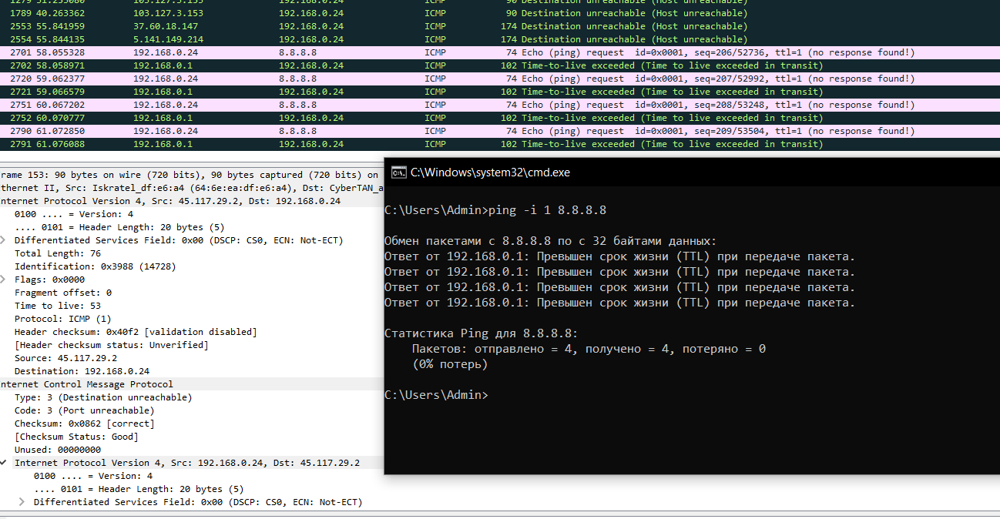 1279 51.255080 103.127.3.153 192.168.0.24 ICMP 90 Destination unreachable (Host unreachable)
1789 40.263362 103.127.3.153 192.168.0.24 ICMP 90 Destination unreachable (Host unreachable)
2553 55.841959 37.60.18.147 192.168.0.24 ICMP 174 Destination unreachable (Host unreachable)
2554 55.844135 5.141.149.214 192.168.0.24 ICMP 174 Destination unreachable (Host unreachable)
2701 58.055328 192.168.0.24 8.8.8.8 ICMP 74 Echo (ping) request id=0x0001, seq=206/52736, ttl=1 (no response found!)
2702 58.058971 192.168.0.1 192.168.0.24 ICMP 102 Time-to-live exceeded (Time to live exceeded in transit)
2720 59.062377 192.168.0.24 8.8.8.8 ICMP 74 Echo (ping) request id=0x0001, seq=207/52992, ttl=1 (no response found!)
2721 59.066579 192.168.0.1 192.168.0.24 ICMP 102 Time-to-live exceeded (Time to live exceeded in transit)
2751 60.067202 192.168.0.24 8.8.8.8 ICMP 74 Echo (ping) request id=0x0001, seq=208/53248, ttl=1 (no response found!)
2752 60.070777 192.168.0.1 192.168.0.24 ICMP 102 Time-to-live exceeded (Time to live exceeded in transit)
2790 61.072850 192.168.0.24 8.8.8.8 ICMP 74 Echo (ping) request id=0x0001, seq=209/53504, ttl=1 (no response found!)
2791 61.076088 192.168.0.1 192.168.0.24 ICMP 102 Time-to-live exceeded (Time to live exceeded in transit)
rame 153: 90 bytes on wire (720 bits), 90 bytes captured (720 bits) on
thernet II, Src: Iskratel_df:e6:a4 (64:6e:ea:df:e6:a4), Dst: CyberTAN_a
nternet Protocol Version 4, Src: 45.117.29.2, Dst: 192.168.0.24
0100 .... = Version: 4
.... 0101 = Header Length: 20 bytes (5)
Differentiated Services Field: 0x00 (DSCP: CS0, ECN: Not-ECT)
Total Length: 76
Identification: 0x3988 (14728)
Flags: 0x0000
Fragment offset: 0
Time to live: 53
Protocol: ICMP (1)
Header checksum: 0x40f2 [validation disabled]
[Header checksum status: Unverified]
Source: 45.117.29.2
Destination: 192.168.0.24
nternet Control Message Protocol
Type: 3 (Destination unreachable)
Code: 3 (Port unreachable)
Checksum: 0x0862 [correct]
[Checksum Status: Good]
Unused: 00000000
Internet Protocol Version 4, Src: 192.168.0.24, Dst: 45.117.29.2
0100 .... = Version: 4
.... 0101 = Header Length: 20 bytes (5)
Differentiated Services Field: 0x00 (DSCP: CS0, ECN: Not-ECT)
C:\Windows\system32\cmd.exe
C:\Users\Admin>ping -i 1 8.8.8.8
Обмен пакетами с 8.8.8.8 по с 32 байтами данных:
Ответ от 192.168.0.1: Превышен срок жизни (TTL) при передаче пакета.
Ответ от 192.168.0.1: Превышен срок жизни (TTL) при передаче пакета.
Ответ от 192.168.0.1: Превышен срок жизни (TTL) при передаче пакета.
Ответ от 192.168.0.1: Превышен срок жизни (TTL) при передаче пакета.
Статистика Ping для 8.8.8.8:
Пакетов: отправлено = 4, получено = 4, потеряно = 0
(0% потерь)
C:\Users\Admin>